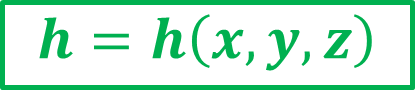 h = h(x, y, z)